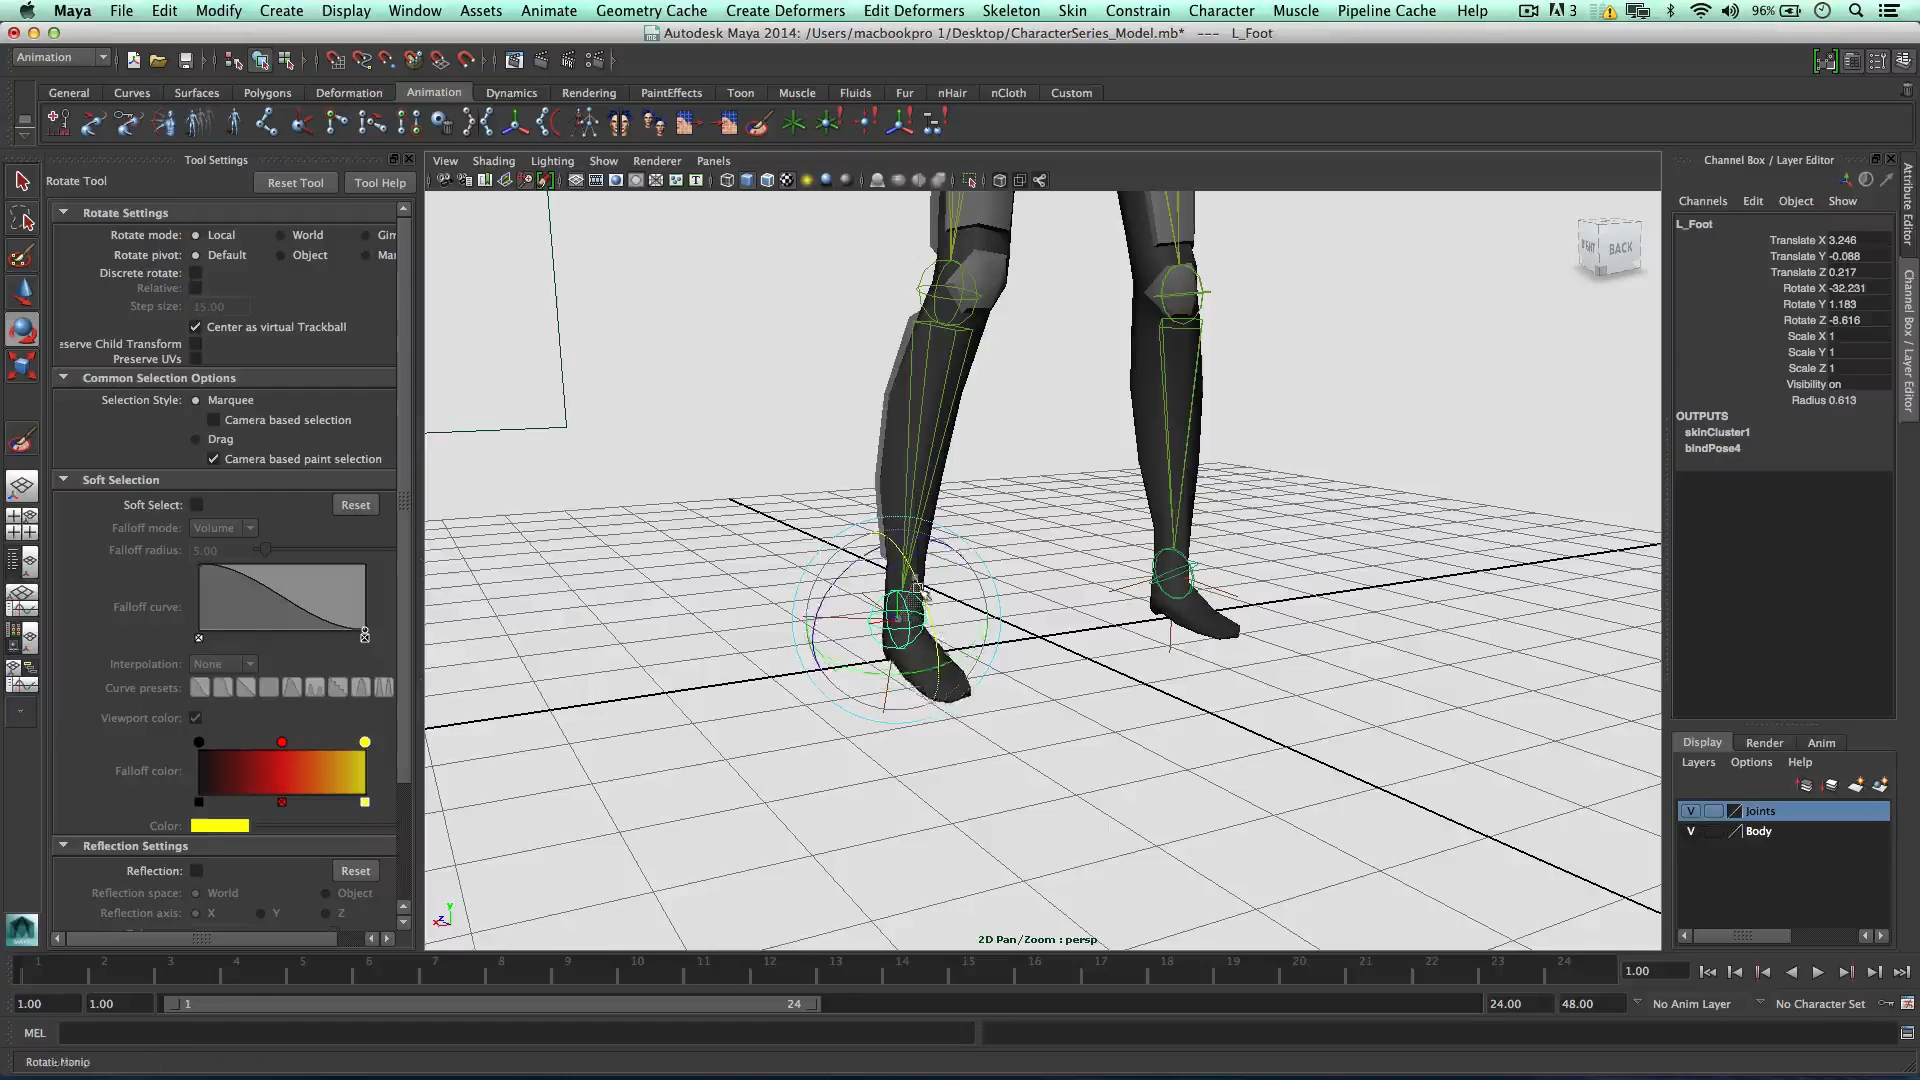 Maya File Edit Modify Create Display Window Assets Animate Geometry Cache Create Deformers Edit Deformers Skeleton Skin Constrain Character Muscle Pipeline Cache Help 3 96%
Autodesk Maya 2014: /Users/macbookpro 1/Desktop/CharacterSeries_Model.mb* --- L_Foot
Animation
General Curves Surfaces Polygons Deformation Animation Dynamics Rendering PaintEffects Toon Muscle Fluids Fur nHair nCloth Custom
Tool Settings
Rotate Tool Reset Tool Tool Help
Rotate Settings
Rotate mode: Local World Gim
Rotate pivot: Default Object Mar
Discrete rotate:
Relative:
Step size: 15.00
Center as virtual Trackball
eserve Child Transform
Preserve UVs
Common Selection Options
Selection Style: Marquee
Camera based selection
Drag
Camera based paint selection
Soft Selection
Soft Select: Reset
Falloff mode: Volume
Falloff radius: 5.00
Falloff curve:
Interpolation: None
Curve presets:
Viewport color:
Falloff color:
Color:
Reflection Settings
Reflection: Reset
Reflection space: World Object
Reflection axis: X Y Z
View Shading Lighting Show Renderer Panels
BACK
y
z
x
2D Pan/Zoom : persp
Channel Box / Layer Editor
Channels Edit Object Show
L_Foot
Translate X 3.246
Translate Y -0.088
Translate Z 0.217
Rotate X -32.231
Rotate Y 1.183
Rotate Z -8.616
Scale X 1
Scale Y 1
Scale Z 1
Visibility on
Radius 0.613
OUTPUTS
skinCluster1
bindPose4
Attribute Editor
Channel Box / Layer Editor
Display Render Anim
Layers Options Help
V Joints
V Body
1 2 3 4 5 6 7 8 9 10 11 12 13 14 15 16 17 18 19 20 21 22 23 24 1.00
1.00 1.00 1 24 24.00 48.00 No Anim Layer No Character Set
MEL